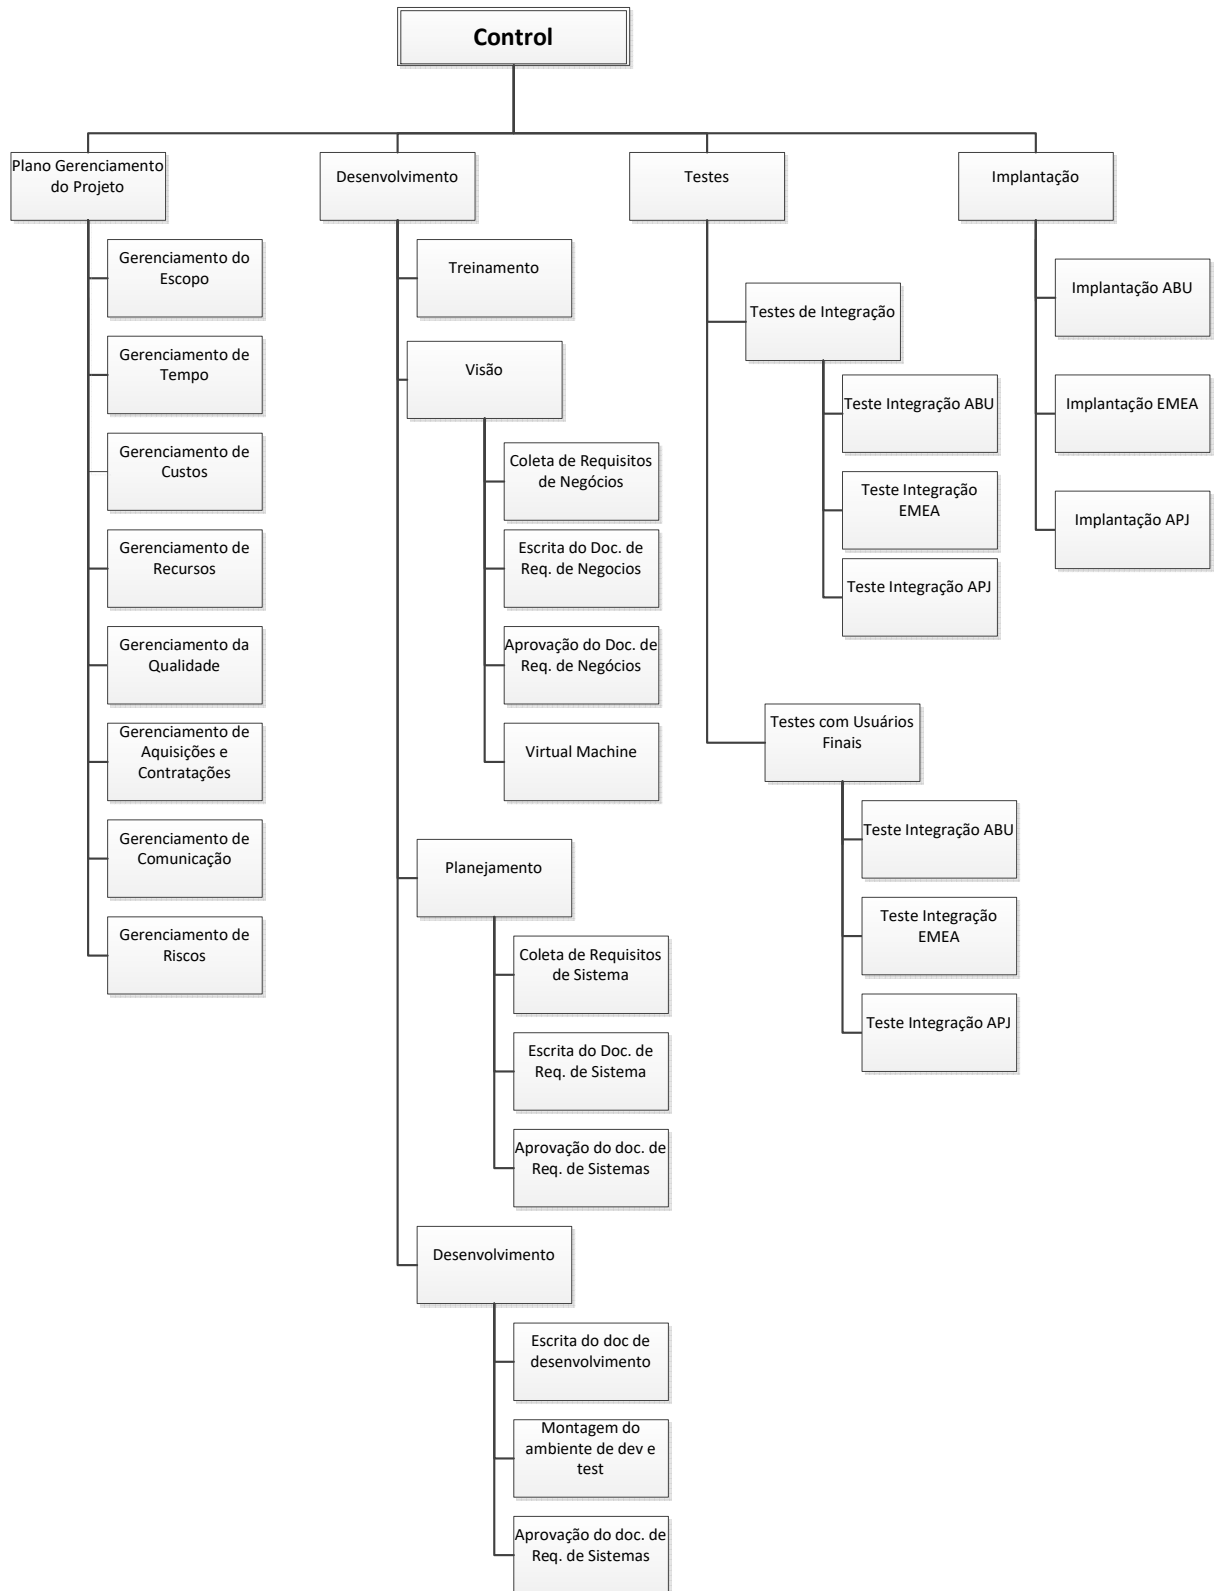 Control
Plano Gerenciamento
do Projeto
Gerenciamento do
Escopo
Gerenciamento de
Tempo
Gerenciamento de
Custos
Gerenciamento de
Recursos
Gerenciamento da
Qualidade
Gerenciamento de
Aquisições e
Contratações
Gerenciamento de
Comunicação
Gerenciamento de
Riscos
Desenvolvimento
Treinamento
Visão
Coleta de Requisitos
de Negócios
Escrita do Doc. de
Req. de Negocios
Aprovação do Doc. de
Req. de Negócios
Virtual Machine
Planejamento
Coleta de Requisitos
de Sistema
Escrita do Doc. de
Req. de Sistema
Aprovação do doc. de
Req. de Sistemas
Desenvolvimento
Escrita do doc de
desenvolvimento
Montagem do
ambiente de dev e
test
Aprovação do doc. de
Req. de Sistemas
Testes
Testes de Integração
Teste Integração ABU
Teste Integração
EMEA
Teste Integração APJ
Testes com Usuários
Finais
Teste Integração ABU
Teste Integração
EMEA
Teste Integração APJ
Implantação
Implantação ABU
Implantação EMEA
Implantação APJ